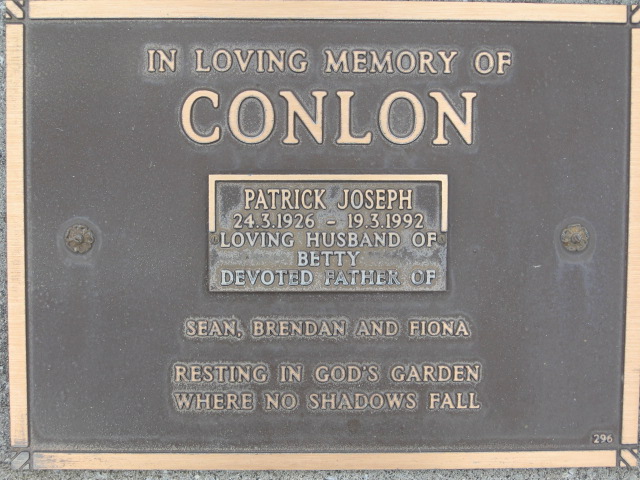 IN LOVING MEMORY OF
CONLON
PATRICK JOSEPH
24.3.1926 - 19.3.1992
LOVING HUSBAND OF
BETTY
DEVOTED FATHER OF
SEAN, BRENDAN AND FIONA
RESTING IN GOD'S GARDEN
WHERE NO SHADOWS FALL
296